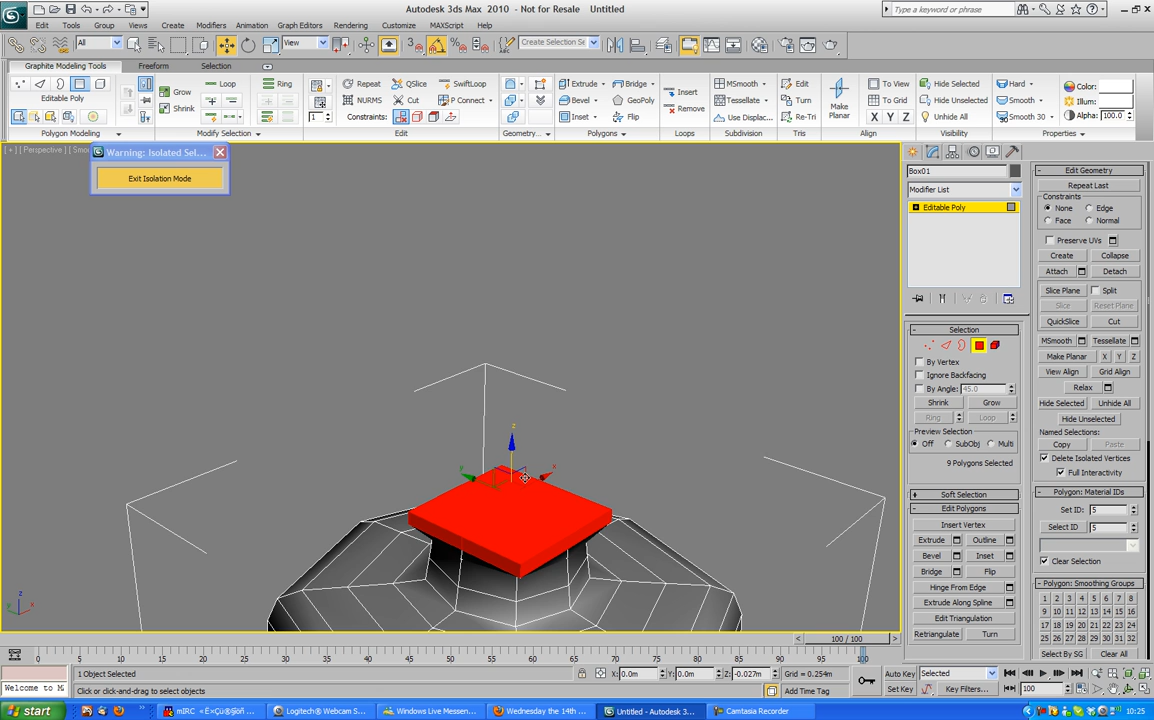 Autodesk 3ds Max 2010 - Not for Resale Untitled
Type a keyword or phrase
Edit Tools Group Views Create Modifiers Animation Graph Editors Rendering Customize MAXScript Help
All View Create Selection Se
Graphite Modeling Tools Freeform Selection
Editable Poly
Grow Shrink
Loop Ring
1
Repeat QSlice SwiftLoop
NURMS Cut P Connect
Constraints:
Extrude Bridge
Bevel GeoPoly
Inset Flip
Insert
Remove
MSmooth
Tessellate
Use Displac...
Edit
Turn
Re-Tri
Make Planar
To View
To Grid
X Y Z
Hide Selected
Hide Unselected
Unhide All
Hard
Smooth
Smooth 30
Color:
Illum:
Alpha: 100.0
Polygon Modeling Modify Selection Edit Geometry... Polygons Loops Subdivision Align Visibility Properties
[ + ] [ Perspective ] [ Smoo
Warning: Isolated Sel...
Exit Isolation Mode
z
y
x
z
y
x
Box01
Modifier List
Editable Poly
Selection
By Vertex
Ignore Backfacing
By Angle: 45.0
Shrink Grow
Ring Loop
Preview Selection
Off SubObj Multi
9 Polygons Selected
Soft Selection
Edit Polygons
Insert Vertex
Extrude Outline
Bevel Inset
Bridge Flip
Hinge From Edge
Extrude Along Spline
Edit Triangulation
Retriangulate Turn
Edit Geometry
Repeat Last
Constraints
None Edge
Face Normal
Preserve UVs
Create Collapse
Attach Detach
Slice Plane Split
Slice Reset Plane
QuickSlice Cut
MSmooth Tessellate
Make Planar X Y Z
View Align Grid Align
Relax
Hide Selected Unhide All
Hide Unselected
Named Selections:
Copy Paste
Delete Isolated Vertices
Full Interactivity
Polygon: Material IDs
Set ID: 5
Select ID 5
Clear Selection
Polygon: Smoothing Groups
1 2 3 4 5 6 7 8
9 10 11 12 13 14 15 16
17 18 19 20 21 22 23 24
25 26 27 28 29 30 31 32
Select By SG Clear All
100 / 100
0 5 10 15 20 25 30 35 40 45 50 55 60 65 70 75 80 85 90 95 100
Welcome to M
1 Object Selected
X: 0.0m Y: 0.0m Z: -0.027m Grid = 0.254m
Click or click-and-drag to select objects
Add Time Tag
Auto Key Selected
Set Key Key Filters...
100
start
Logitech® Webcam S...
Windows Live Messen...
Wednesday the 14th ...
Untitled - Autodesk 3...
Camtasia Recorder
10:25